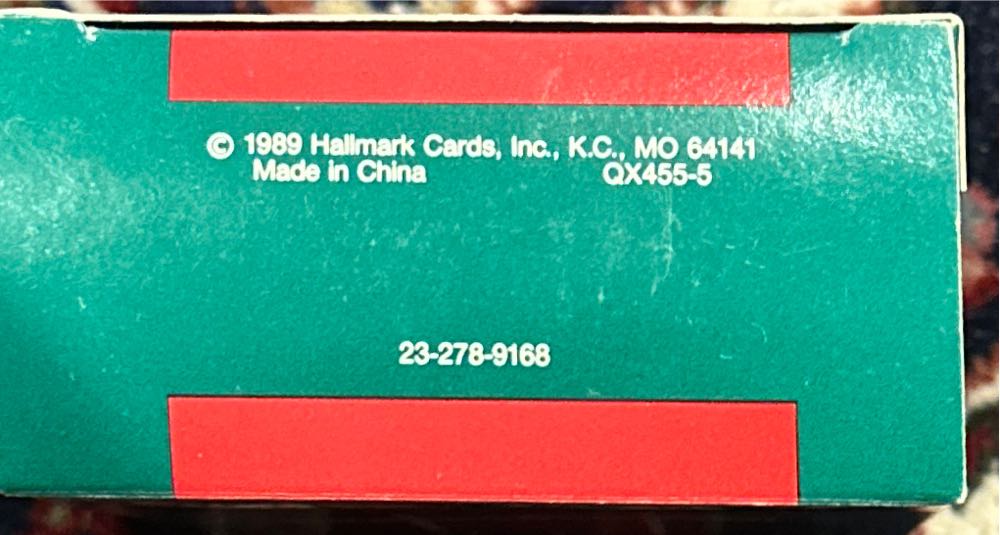 © 1989 Hallmark Cards, Inc., K.C., MO 64141
Made in China QX455-5
23-278-9168